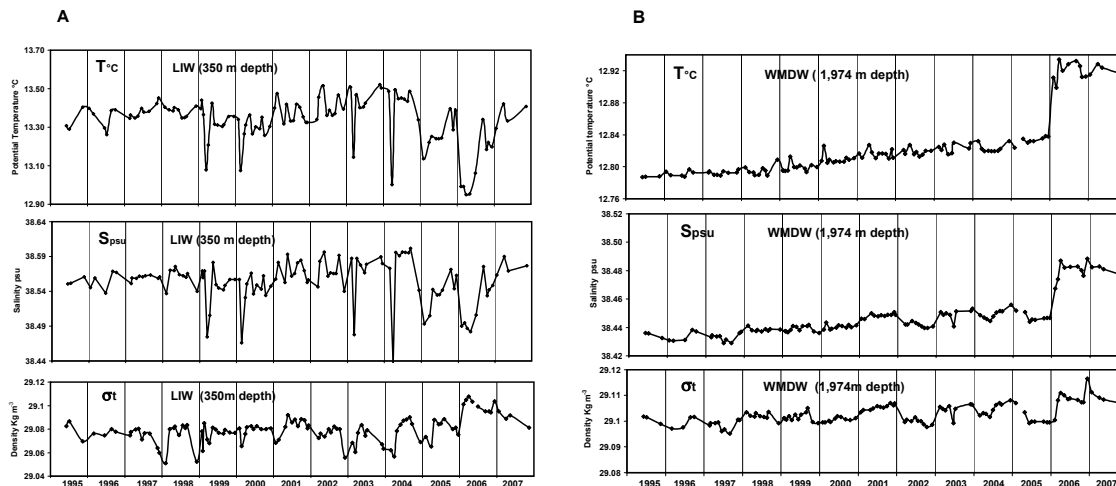 A
13.70
13.50
13.30
13.10
12.90
Potential Temperature °C
T°C
LIW (350 m depth)
38.64
38.59
38.54
38.49
38.44
Salinity psu
Spsu
LIW (350 m depth)
29.12
29.1
29.08
29.06
29.04
Density Kg m-3
σt
LIW (350m depth)
1995 1996 1997 1998 1999 2000 2001 2002 2003 2004 2005 2006 2007
B
12.92
12.88
12.84
12.80
12.76
Potential temperature °C
T°C
WMDW ( 1,974 m depth)
38.52
38.50
38.48
38.46
38.44
38.42
Salinity psu
Spsu
WMDW (1,974 m depth)
29.12
29.11
29.10
29.09
29.08
Density Kg m-3
σt
WMDW (1,974m depth)
1995 1996 1997 1998 1999 2000 2001 2002 2003 2004 2005 2006 2007